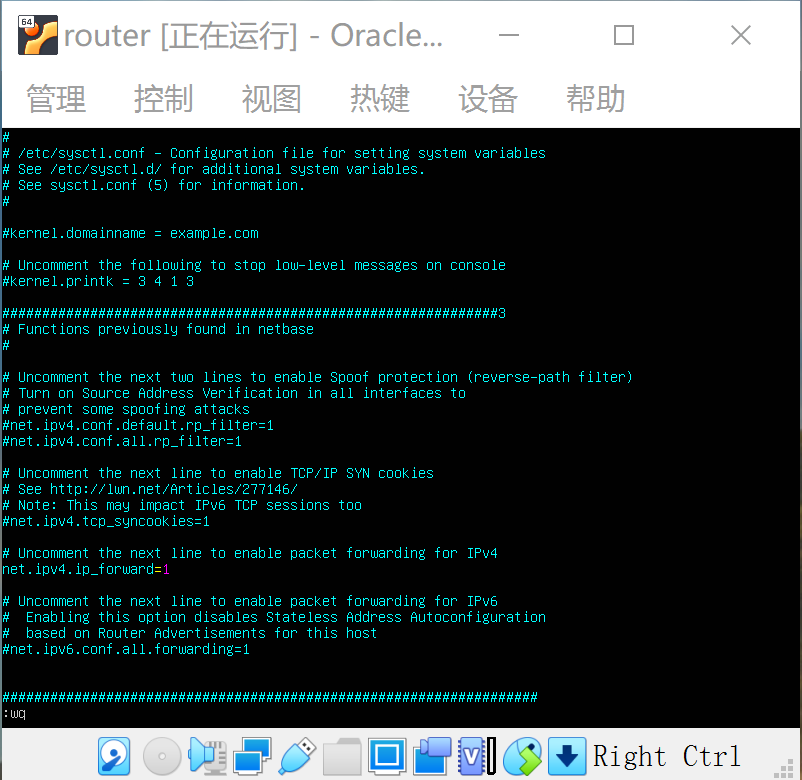 64
router [正在运行] - Oracle...
管理 控制 视图 热键 设备 帮助
#
# /etc/sysctl.conf - Configuration file for setting system variables
# See /etc/sysctl.d/ for additional system variables.
# See sysctl.conf (5) for information.
#
#kernel.domainname = example.com
# Uncomment the following to stop low-level messages on console
#kernel.printk = 3 4 1 3
##############################################################3
# Functions previously found in netbase
#
# Uncomment the next two lines to enable Spoof protection (reverse-path filter)
# Turn on Source Address Verification in all interfaces to
# prevent some spoofing attacks
#net.ipv4.conf.default.rp_filter=1
#net.ipv4.conf.all.rp_filter=1
# Uncomment the next line to enable TCP/IP SYN cookies
# See http://lwn.net/Articles/277146/
# Note: This may impact IPv6 TCP sessions too
#net.ipv4.tcp_syncookies=1
# Uncomment the next line to enable packet forwarding for IPv4
net.ipv4.ip_forward=1
# Uncomment the next line to enable packet forwarding for IPv6
#  Enabling this option disables Stateless Address Autoconfiguration
#  based on Router Advertisements for this host
#net.ipv6.conf.all.forwarding=1
###################################################################
:wq
V
Right Ctrl